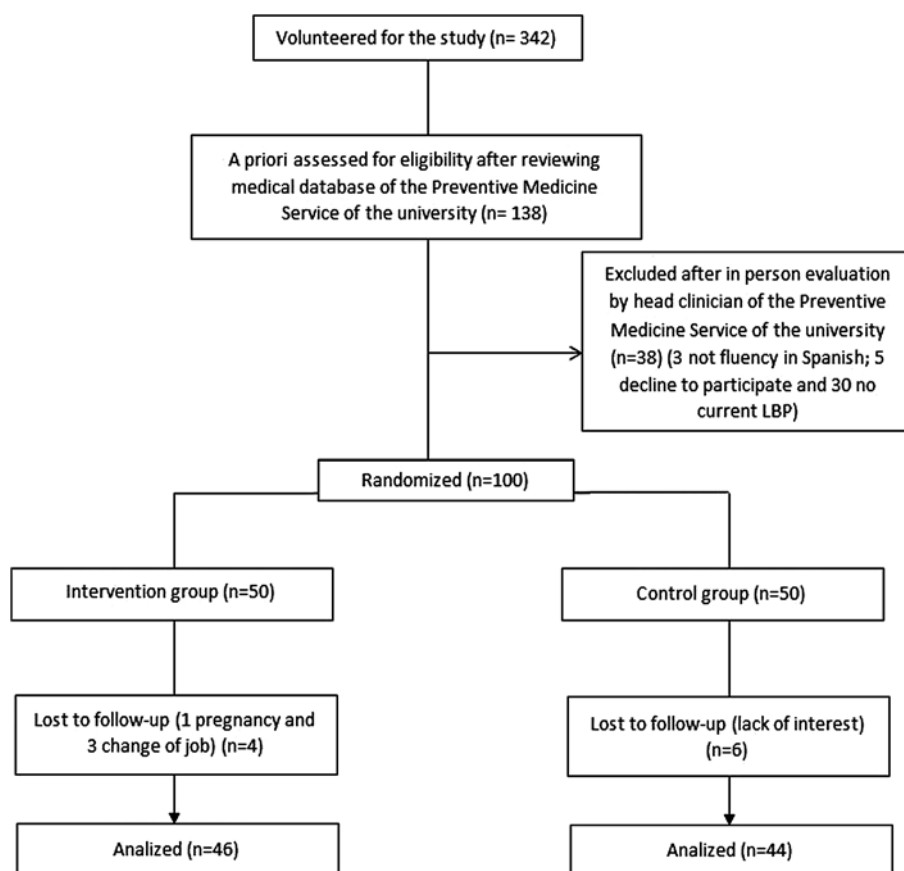 Volunteered for the study (n= 342)
A priori assessed for eligibility after reviewing
medical database of the Preventive Medicine
Service of the university (n= 138)
Excluded after in person evaluation
by head clinician of the Preventive
Medicine Service of the university
(n=38) (3 not fluency in Spanish; 5
decline to participate and 30 no
current LBP)
Randomized (n=100)
Intervention group (n=50)
Control group (n=50)
Lost to follow-up (1 pregnancy and
3 change of job) (n=4)
Lost to follow-up (lack of interest)
(n=6)
Analized (n=46)
Analized (n=44)